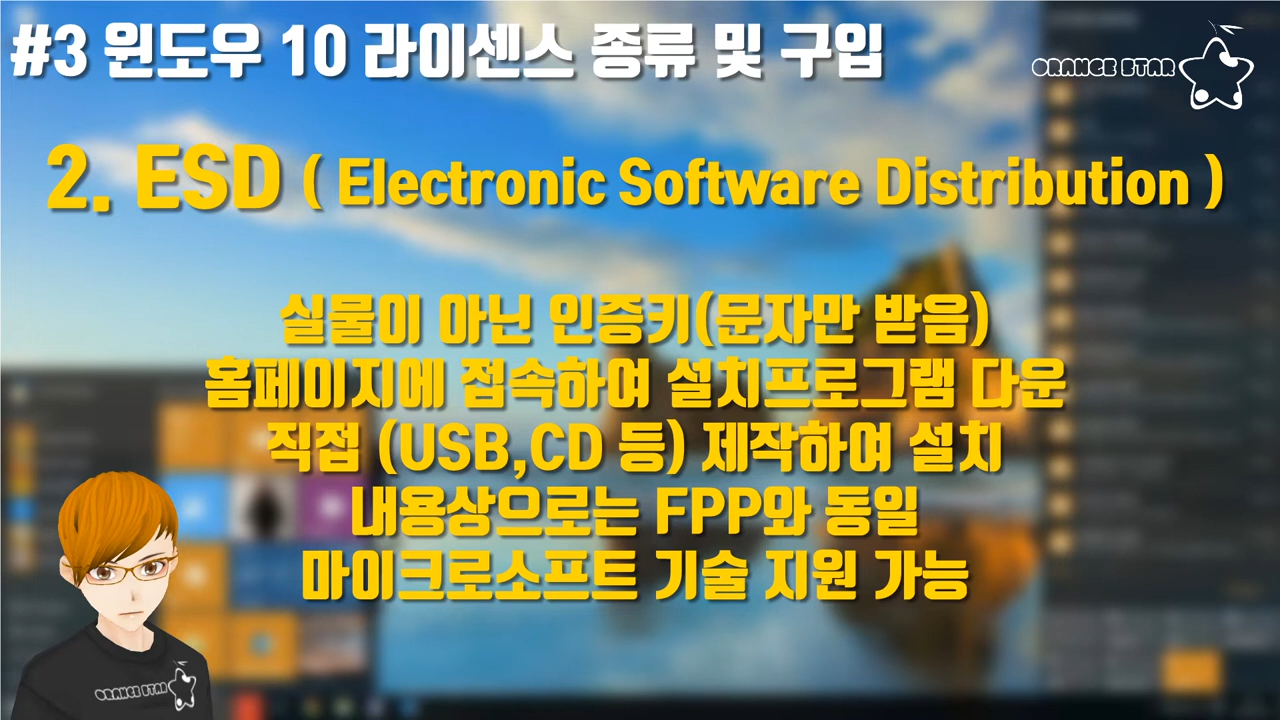 #3 윈도우 10 라이센스 종류 및 구입
ORANGE STAR
2. ESD ( Electronic Software Distribution )
실물이 아닌 인증키(문자만 받음)
홈페이지에 접속하여 설치프로그램 다운
직접 (USB,CD 등) 제작하여 설치
내용상으로는 FPP와 동일
마이크로소프트 기술 지원 가능
ORANGE STAR